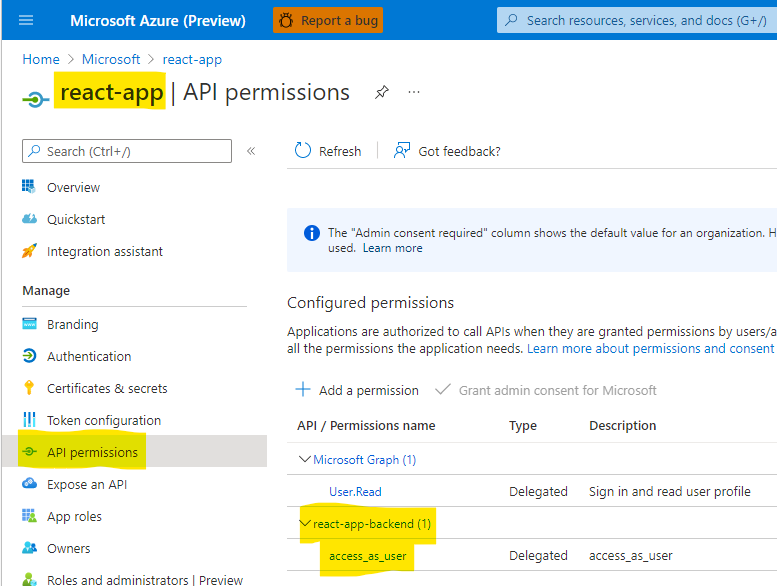 Microsoft Azure (Preview)
Report a bug
Search resources, services, and docs (G+/)
Home > Microsoft > react-app
react-app | API permissions
Search (Ctrl+/)
Refresh
Got feedback?
Overview
Quickstart
Integration assistant
Manage
Branding
Authentication
Certificates & secrets
Token configuration
API permissions
Expose an API
App roles
Owners
Roles and administrators | Preview
The "Admin consent required" column shows the default value for an organization. H
used. Learn more
Configured permissions
Applications are authorized to call APIs when they are granted permissions by users/a
all the permissions the application needs. Learn more about permissions and consent
Add a permission
Grant admin consent for Microsoft
API / Permissions name Type Description
Microsoft Graph (1)
User.Read Delegated Sign in and read user profile
react-app-backend (1)
access_as_user Delegated access_as_user